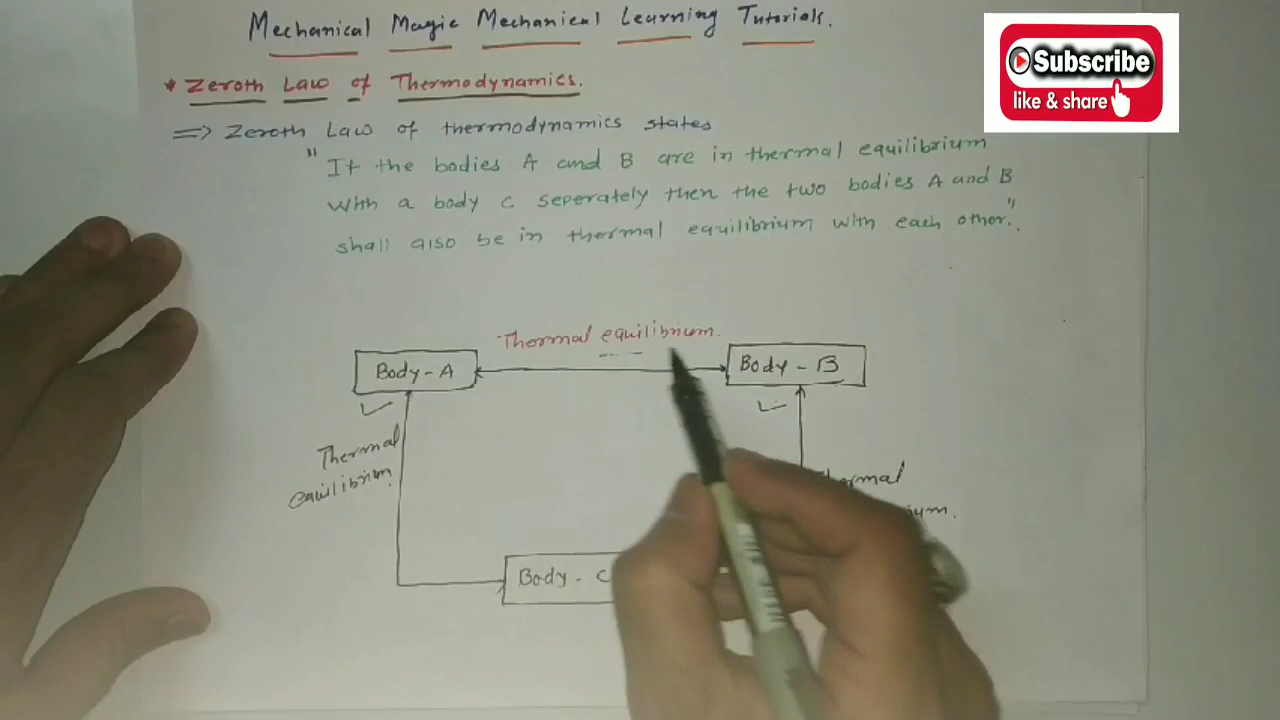 Mechanical Magic Mechanical Learning Tutorials.
* Zeroth Law of Thermodynamics.
=> Zeroth Law of thermodynamics states
"If the bodies A and B are in thermal equilibrium
with a body C seperately then the two bodies A and B
shall also be in thermal equilibrium with each other.".
Thermal equilibrium.
Body - A
Body - B
Thermal
equilibrium.
Thermal
Body - C
Subscribe
like & share